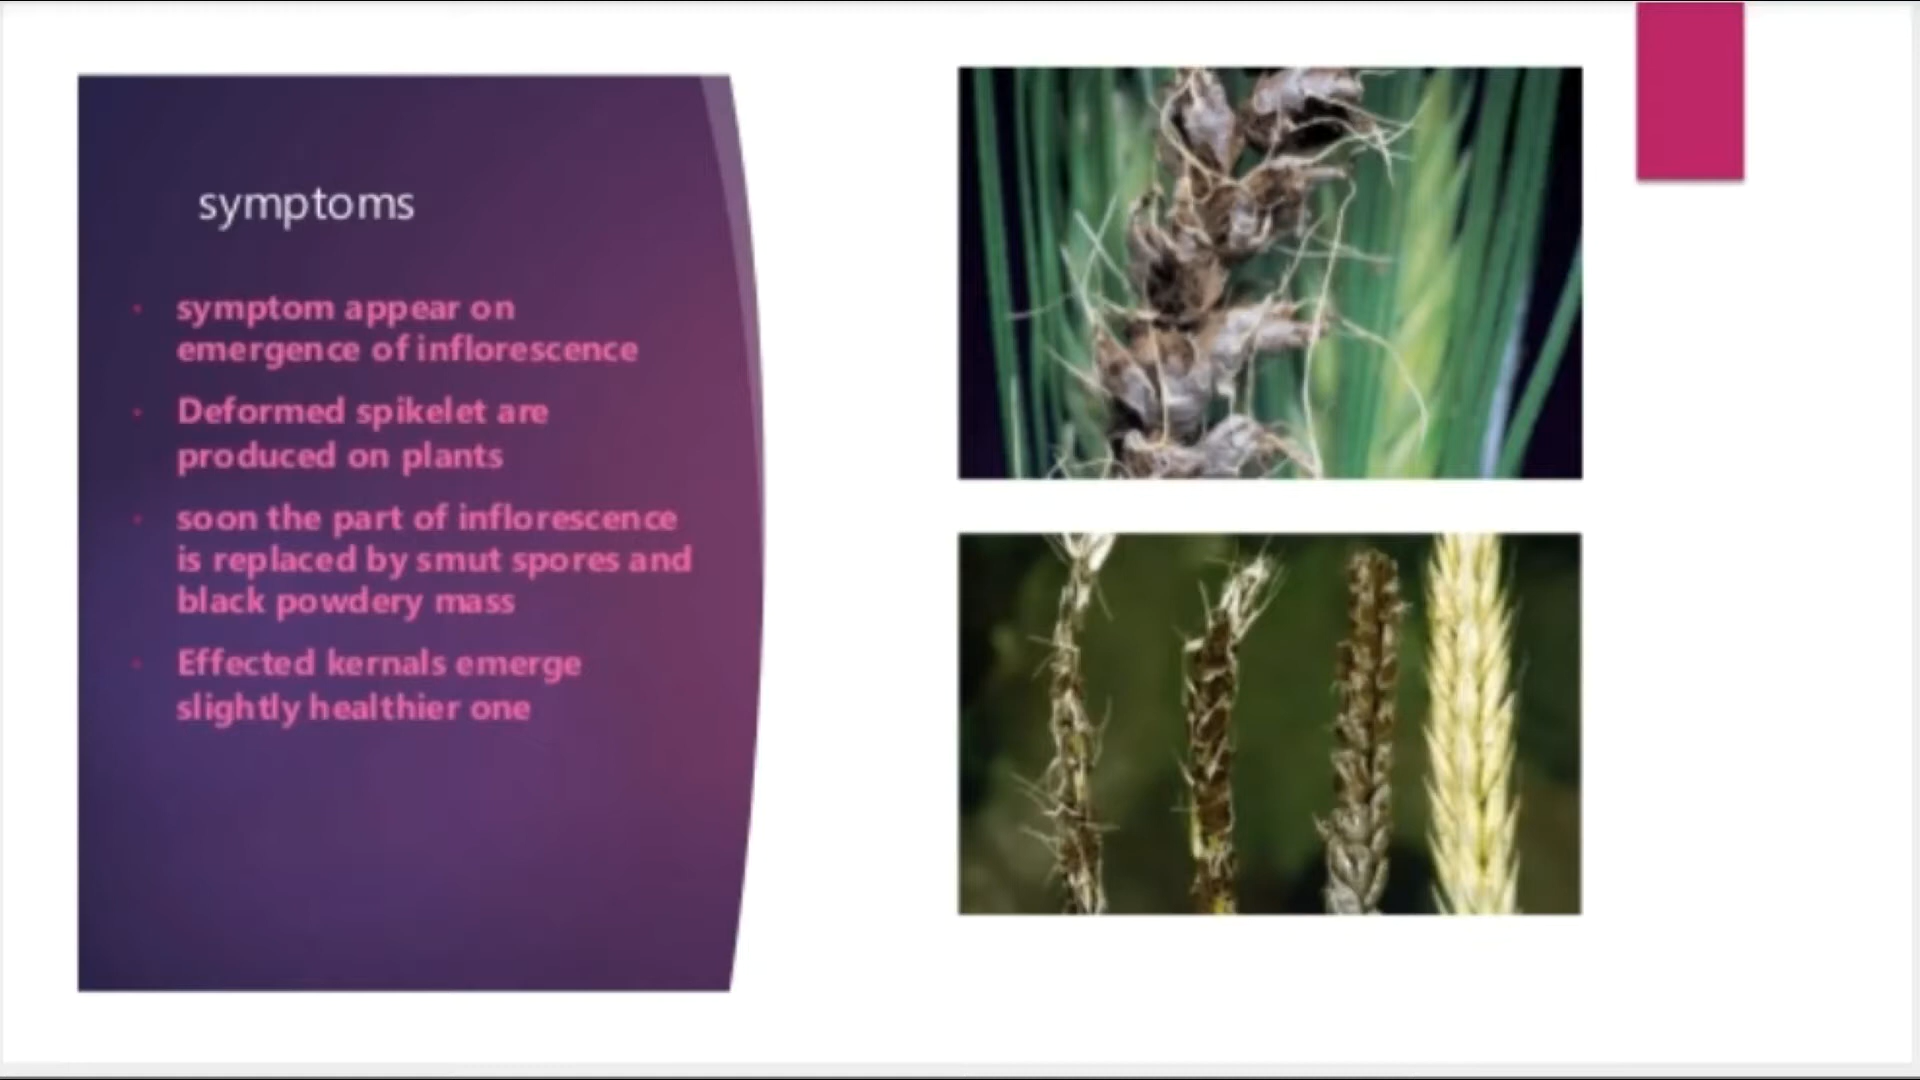 symptoms
• symptom appear on
emergence of inflorescence
• Deformed spikelet are
produced on plants
• soon the part of inflorescence
is replaced by smut spores and
black powdery mass
• Effected kernals emerge
slightly healthier one